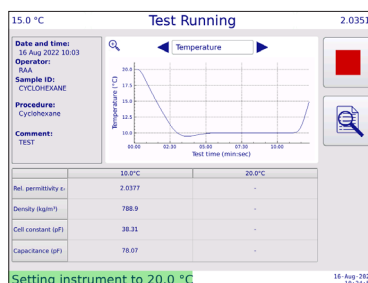 15.0 °C
Test Running
2.0351
Date and time:
16 Aug 2022 10:03
Operator:
RAA
Sample ID:
CYCLOHEXANE
Procedure:
Cyclohexane
Comment:
TEST
Temperature
Temperature (°C)
20.0
17.5
15.0
12.5
10.0
00:00 02:30 05:00 07:30 10:00
Test time (min:sec)
10.0°C 20.0°C
Rel. permittivity εr 2.0377 -
Density (kg/m³) 788.9 -
Cell constant (pF) 38.31 -
Capacitance (pF) 78.07 -
Setting instrument to 20.0 °C
16-Aug-202